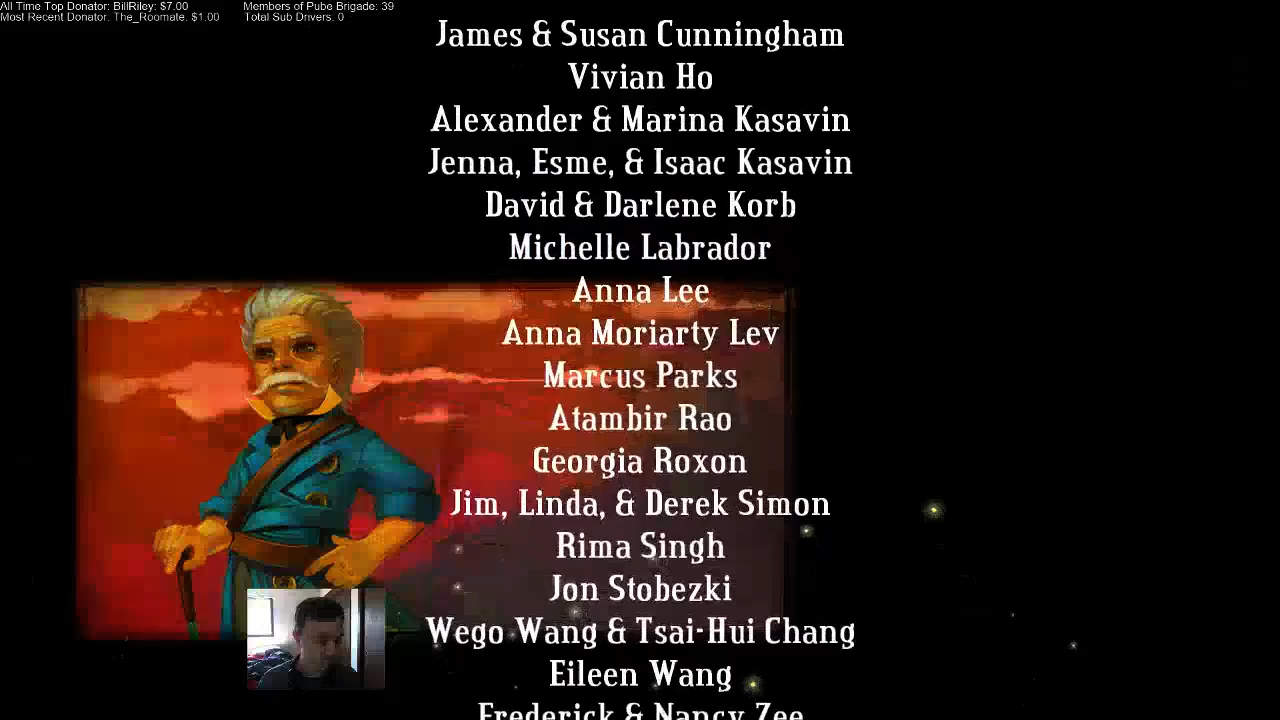 All Time Top Donator: BillRiley: $7.00
Members of Pube Brigade: 39
Most Recent Donator: The_Roomate: $1.00
Total Sub Drivers: 0
James & Susan Cunningham
Vivian Ho
Alexander & Marina Kasavin
Jenna, Esme, & Isaac Kasavin
David & Darlene Korb
Michelle Labrador
Anna Lee
Anna Moriarty Lev
Marcus Parks
Atambir Rao
Georgia Roxon
Jim, Linda, & Derek Simon
Rima Singh
Jon Stobezki
Wego Wang & Tsai-Hui Chang
Eileen Wang
Frederick & Nancy Zee